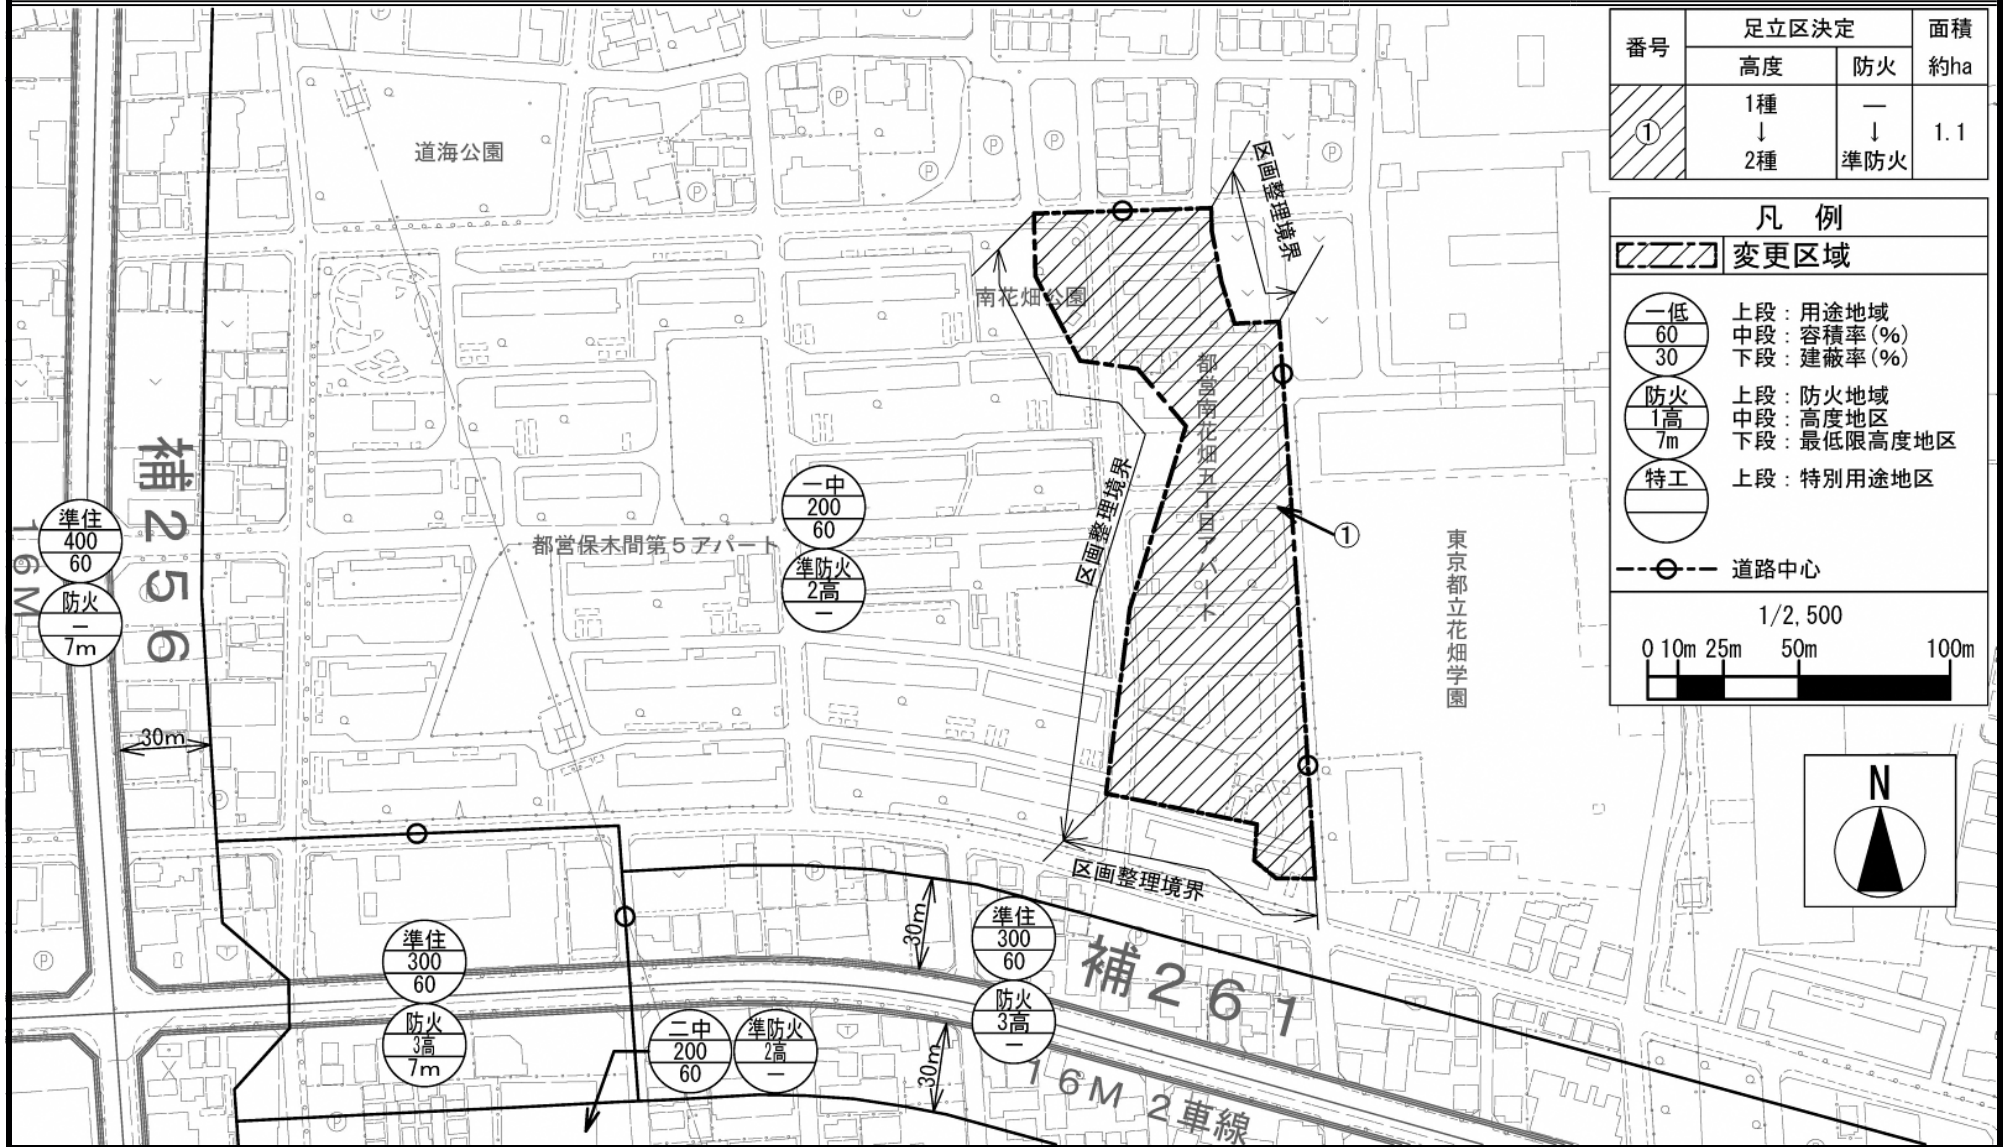 番号
足立区決定
面積
約ha
高度
防火
①
1種
↓
2種
―
↓
準防火
1.1
凡 例
変更区域
一低
60
30
上段：用途地域
中段：容積率(%)
下段：建蔽率(%)
防火
1高
7m
上段：防火地域
中段：高度地区
下段：最低限高度地区
特工
上段：特別用途地区
道路中心
1/2,500
0 10m 25m 50m 100m
N
道海公園
南花畑公園
区画整理境界
都営南花畑五丁目アパート
区画整理境界
①
東京都立花畑学園
都営保木間第５アパート
一中
200
60
準防火
2高
―
補２５６
１６Ｍ
準住
400
60
防火
―
7m
30m
区画整理境界
準住
300
60
防火
3高
7m
30m
準住
300
60
防火
3高
―
補２６１
１６Ｍ ２車線
二中
200
60
準防火
2高
―
30m
Ⓟ
Ⓟ
Ⓟ
Ⓟ
Ⓟ
Ⓟ
Ⓟ
Ⓟ
Ⓟ
Ⓟ